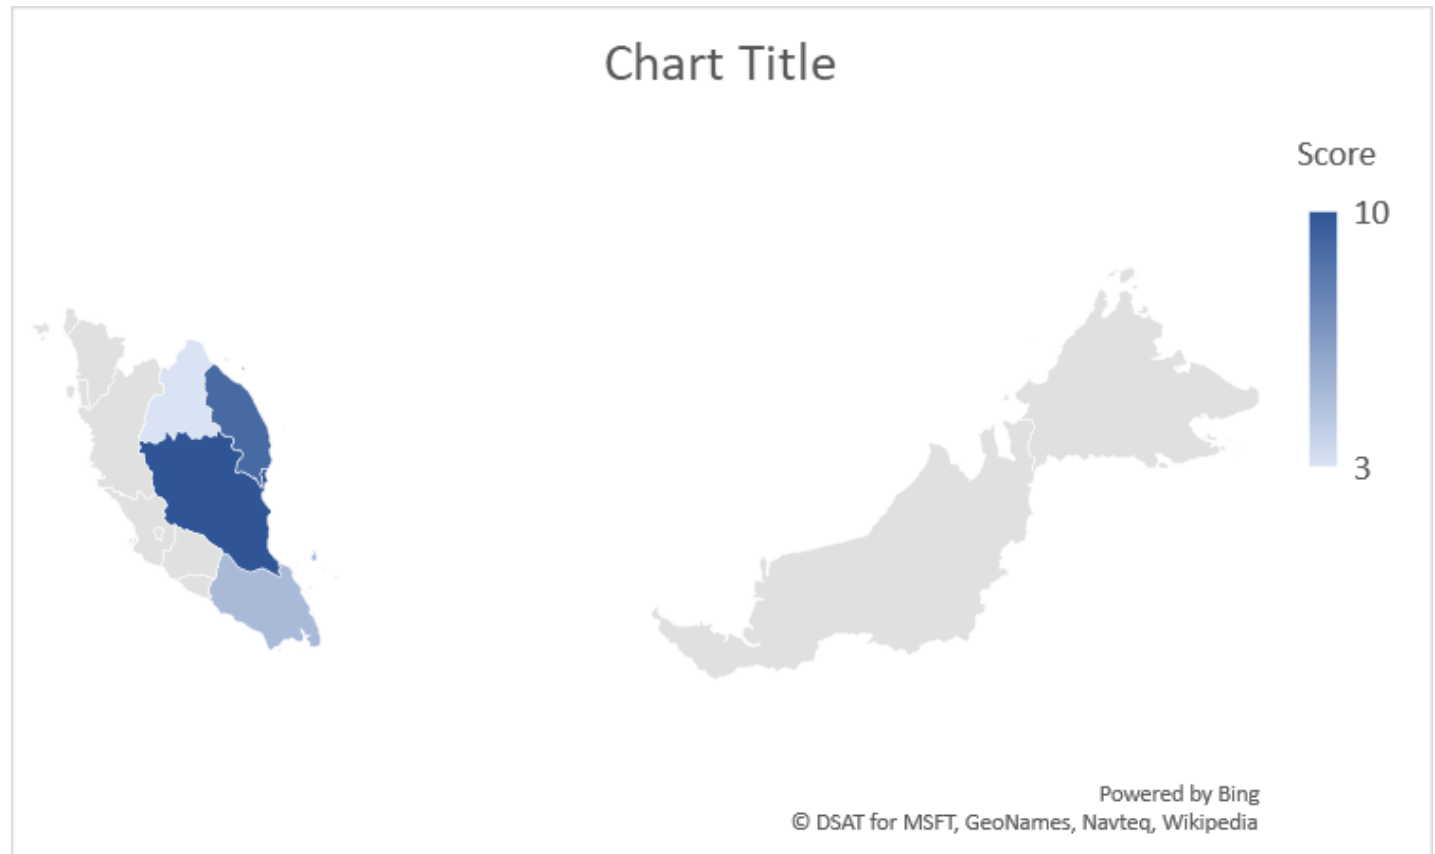 Chart Title
Score
10
3
Powered by Bing
© DSAT for MSFT, GeoNames, Navteq, Wikipedia